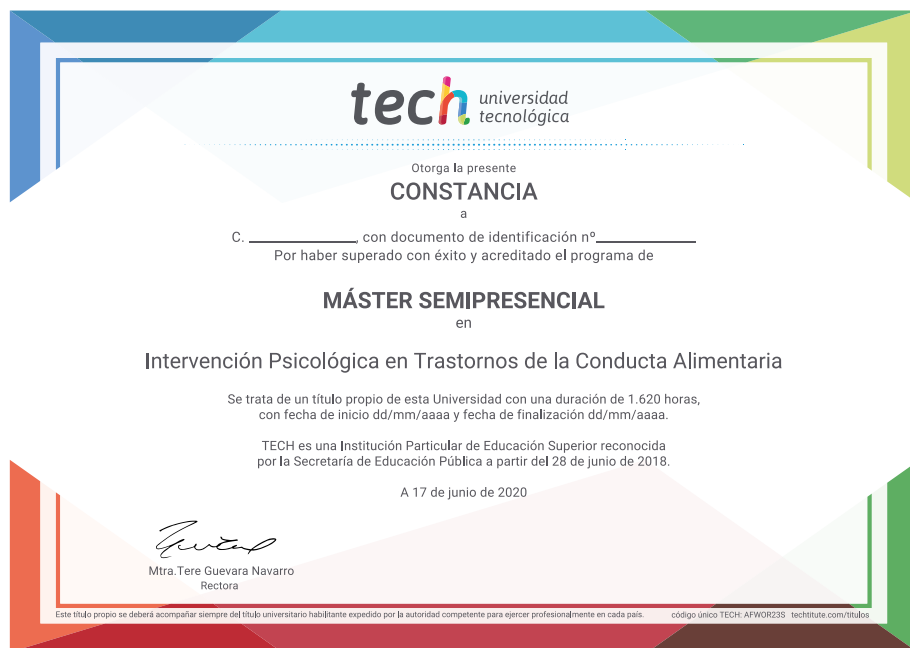 tech universidad
tecnológica
Otorga la presente
CONSTANCIA
a
C. ______________, con documento de identificación nº_____________
Por haber superado con éxito y acreditado el programa de
MÁSTER SEMIPRESENCIAL
en
Intervención Psicológica en Trastornos de la Conducta Alimentaria
Se trata de un título propio de esta Universidad con una duración de 1.620 horas,
con fecha de inicio dd/mm/aaaa y fecha de finalización dd/mm/aaaa.
TECH es una Institución Particular de Educación Superior reconocida
por la Secretaría de Educación Pública a partir del 28 de junio de 2018.
A 17 de junio de 2020
Mtra.Tere Guevara Navarro
Rectora
Este título propio se deberá acompañar siempre del título universitario habilitante expedido por la autoridad competente para ejercer profesionalmente en cada país. código único TECH: AFWOR23S techtitute.com/titulos